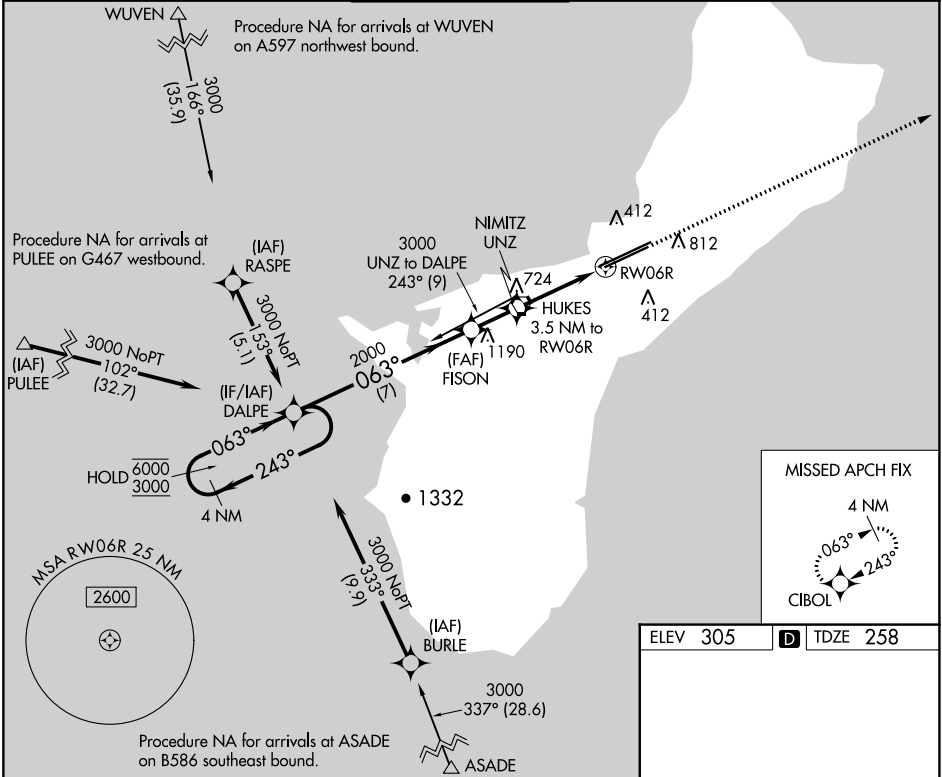 WUVEN
Procedure NA for arrivals at WUVEN
on A597 northwest bound.
3000
166°
(35.9)
Procedure NA for arrivals at
PULEE on G467 westbound.
(IAF)
RASPE
3000 NoPT
153°
(5.1)
NIMITZ
UNZ
3000
UNZ to DALPE
243° (9)
412
812
RW06R
724
412
HUKES
3.5 NM to
RW06R
1190
(FAF)
FISON
2000
063°
(7)
(IAF)
PULEE
3000 NoPT
102°
(32.7)
(IF/IAF)
DALPE
063°
243°
HOLD
6000
3000
4 NM
1332
MISSED APCH FIX
4 NM
063°
243°
CIBOL
MSA RW06R 25 NM
2600
3000 NoPT
333°
(9.9)
(IAF)
BURLE
3000
337° (28.6)
ASADE
Procedure NA for arrivals at ASADE
on B586 southeast bound.
ELEV 305 D TDZE 258